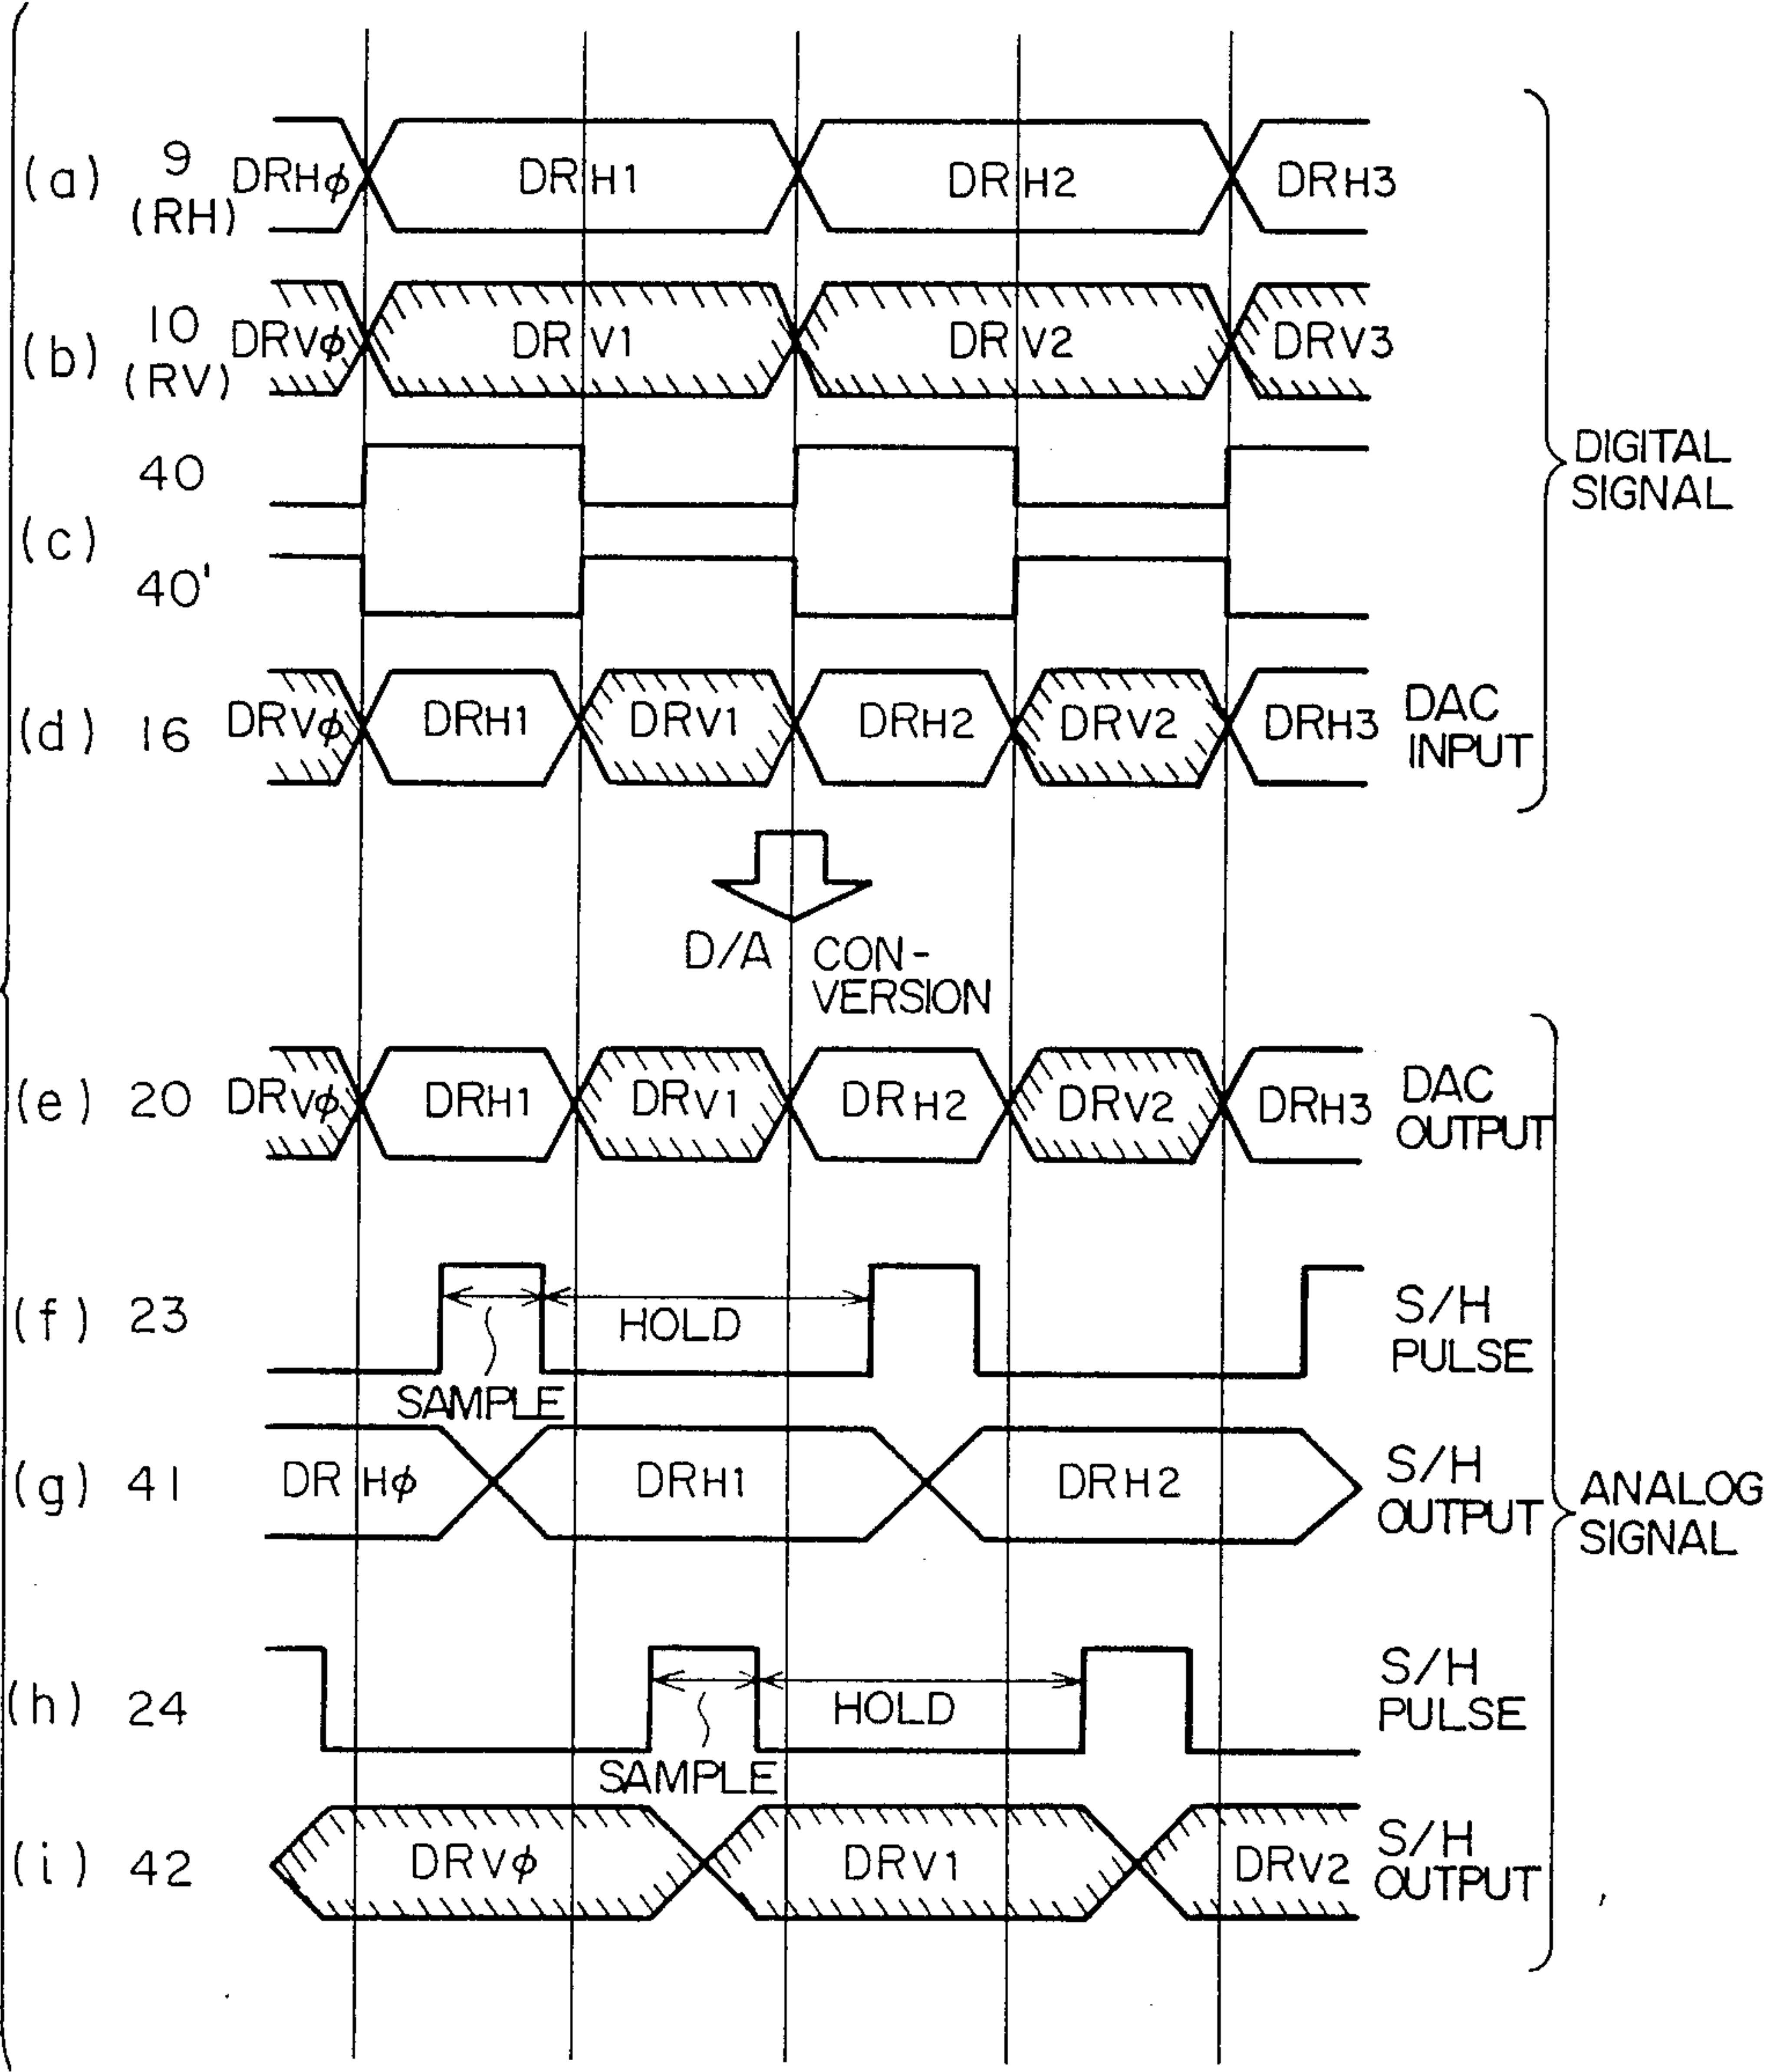 (a) 9 (RH) DRHφ DRH1 DRH2 DRH3
(b) 10 (RV) DRVφ DRV1 DRV2 DRV3
DIGITAL SIGNAL
(c) 40
40'
(d) 16 DRVφ DRH1 DRV1 DRH2 DRV2 DRH3 DAC INPUT
D/A CON-
VERSION
(e) 20 DRVφ DRH1 DRV1 DRH2 DRV2 DRH3 DAC OUTPUT
(f) 23 HOLD S/H PULSE
SAMPLE
(g) 41 DRHφ DRH1 DRH2 S/H OUTPUT
ANALOG SIGNAL
(h) 24 HOLD S/H PULSE
SAMPLE
(i) 42 DRVφ DRV1 DRV2 S/H OUTPUT